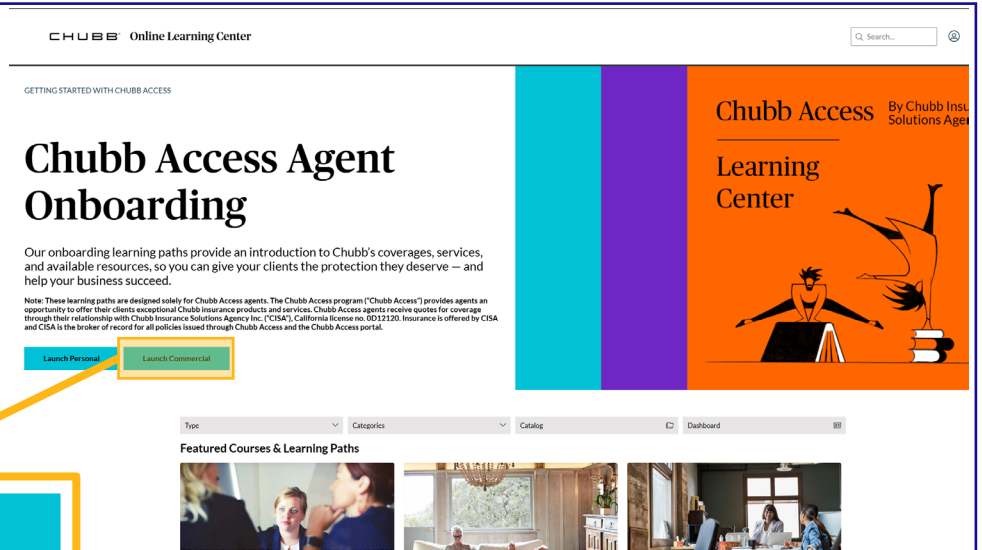 CHUBB® Online Learning Center
Search...
GETTING STARTED WITH CHUBB ACCESS
Chubb Access Agent
Onboarding
Our onboarding learning paths provide an introduction to Chubb's coverages, services,
and available resources, so you can give your clients the protection they deserve — and
help your business succeed.
Note: These learning paths are designed solely for Chubb Access agents. The Chubb Access program ("Chubb Access") provides agents an
opportunity to offer their clients exceptional Chubb insurance products and services. Chubb Access agents receive quotes for coverage
through their relationship with Chubb Insurance Solutions Agency Inc. ("CISA"), California license no. 0D12120. Insurance is offered by CISA
and CISA is the broker of record for all policies issued through Chubb Access and the Chubb Access portal.
Launch Personal
Launch Commercial
Chubb Access
By Chubb Insu
Solutions Agen
Learning
Center
Type
Categories
Catalog
Dashboard
Featured Courses & Learning Paths